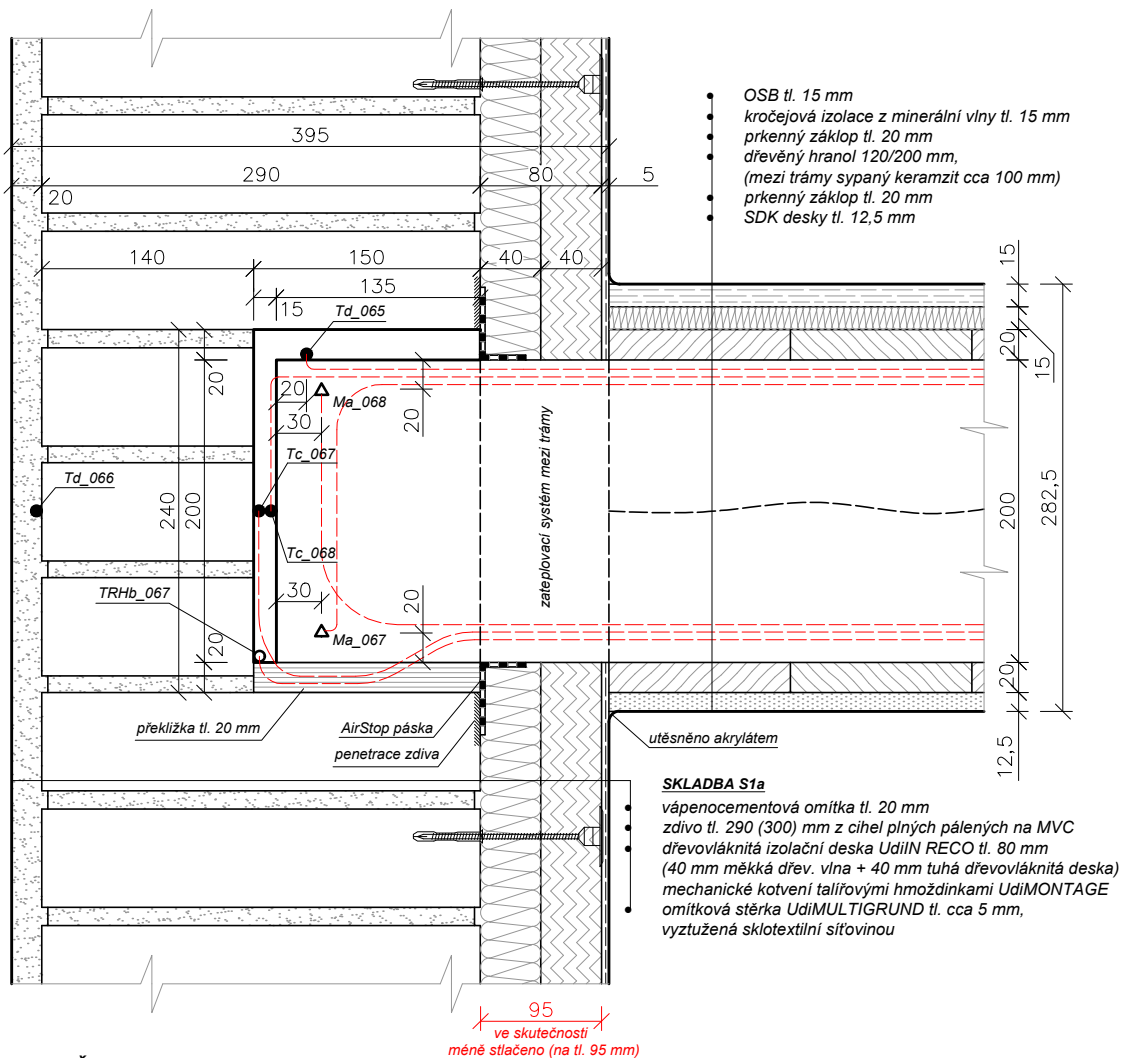 OSB tl. 15 mm
kročejová izolace z minerální vlny tl. 15 mm
prkenný záklop tl. 20 mm
dřevěný hranol 120/200 mm,
(mezi trámy sypaný keramzit cca 100 mm)
prkenný záklop tl. 20 mm
SDK desky tl. 12,5 mm
395
290
80
5
20
140
150
40
40
15
135
15
Td_065
20
15
20
20
Ma_068
20
30
Tc_067
Td_066
240
200
zateplovací systém mezi trámy
200
282,5
Tc_068
TRHb_067
30
20
Ma_067
20
20
překližka tl. 20 mm
AirStop páska
penetrace zdiva
utěsněno akrylátem
12,5
SKLADBA S1a
vápenocementová omítka tl. 20 mm
zdivo tl. 290 (300) mm z cihel plných pálených na MVC
dřevovláknitá izolační deska UdiIN RECO tl. 80 mm
(40 mm měkká dřev. vlna + 40 mm tuhá dřevovláknitá deska)
mechanické kotvení talířovými hmoždinkami UdiMONTAGE
omítková stěrka UdiMULTIGRUND tl. cca 5 mm,
vyztužená sklotextilní síťovinou
95
ve skutečnosti
méně stlačeno (na tl. 95 mm)